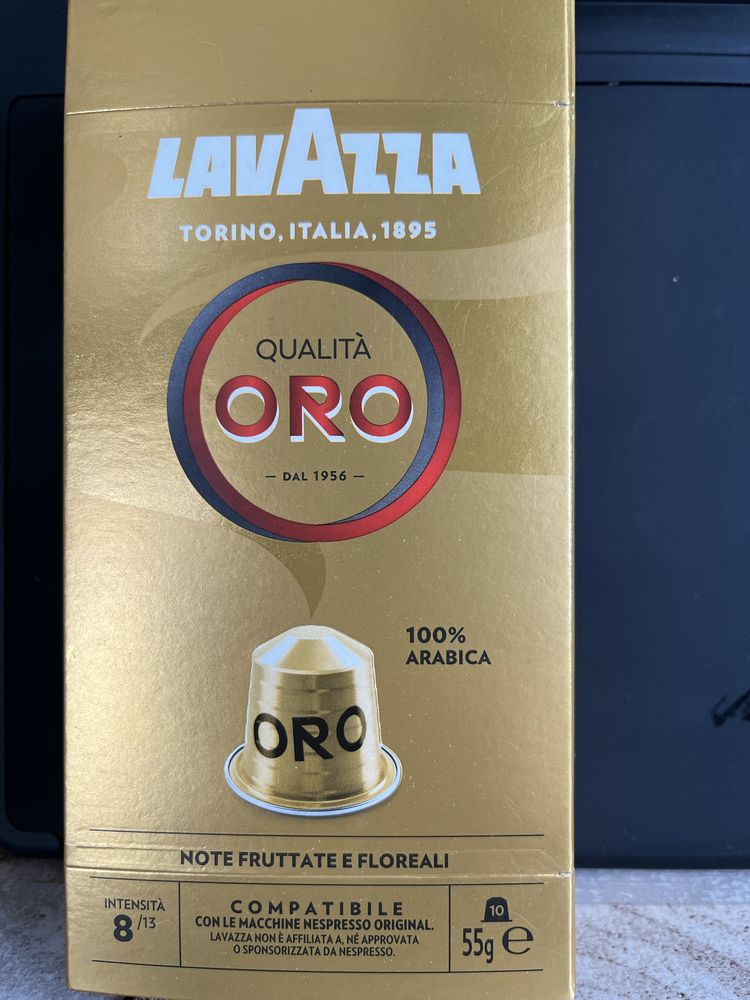 LAVAZZA
TORINO, ITALIA, 1895
QUALITÀ
ORO
— DAL 1956 —
100%
ARABICA
ORO
NOTE FRUTTATE E FLOREALI
INTENSITÀ
8/13
COMPATIBILE
CON LE MACCHINE NESPRESSO ORIGINAL.
LAVAZZA NON È AFFILIATA A, NÉ APPROVATA
O SPONSORIZZATA DA NESPRESSO.
10
55g ℮